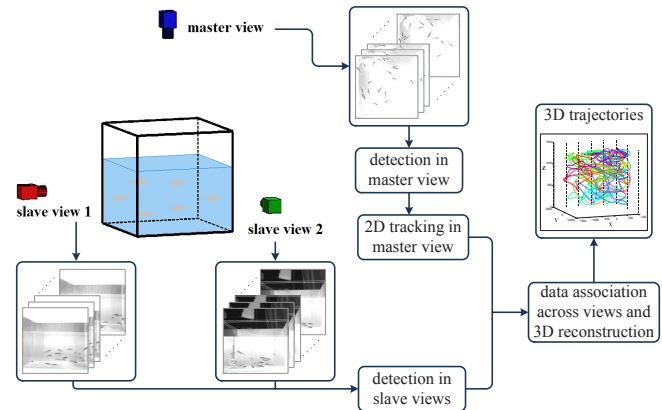 master view
3D trajectories
detection in
master view
slave view 1
slave view 2
2D tracking in
master view
data association
across views and
3D reconstruction
detection in
slave views
Z
Y
X